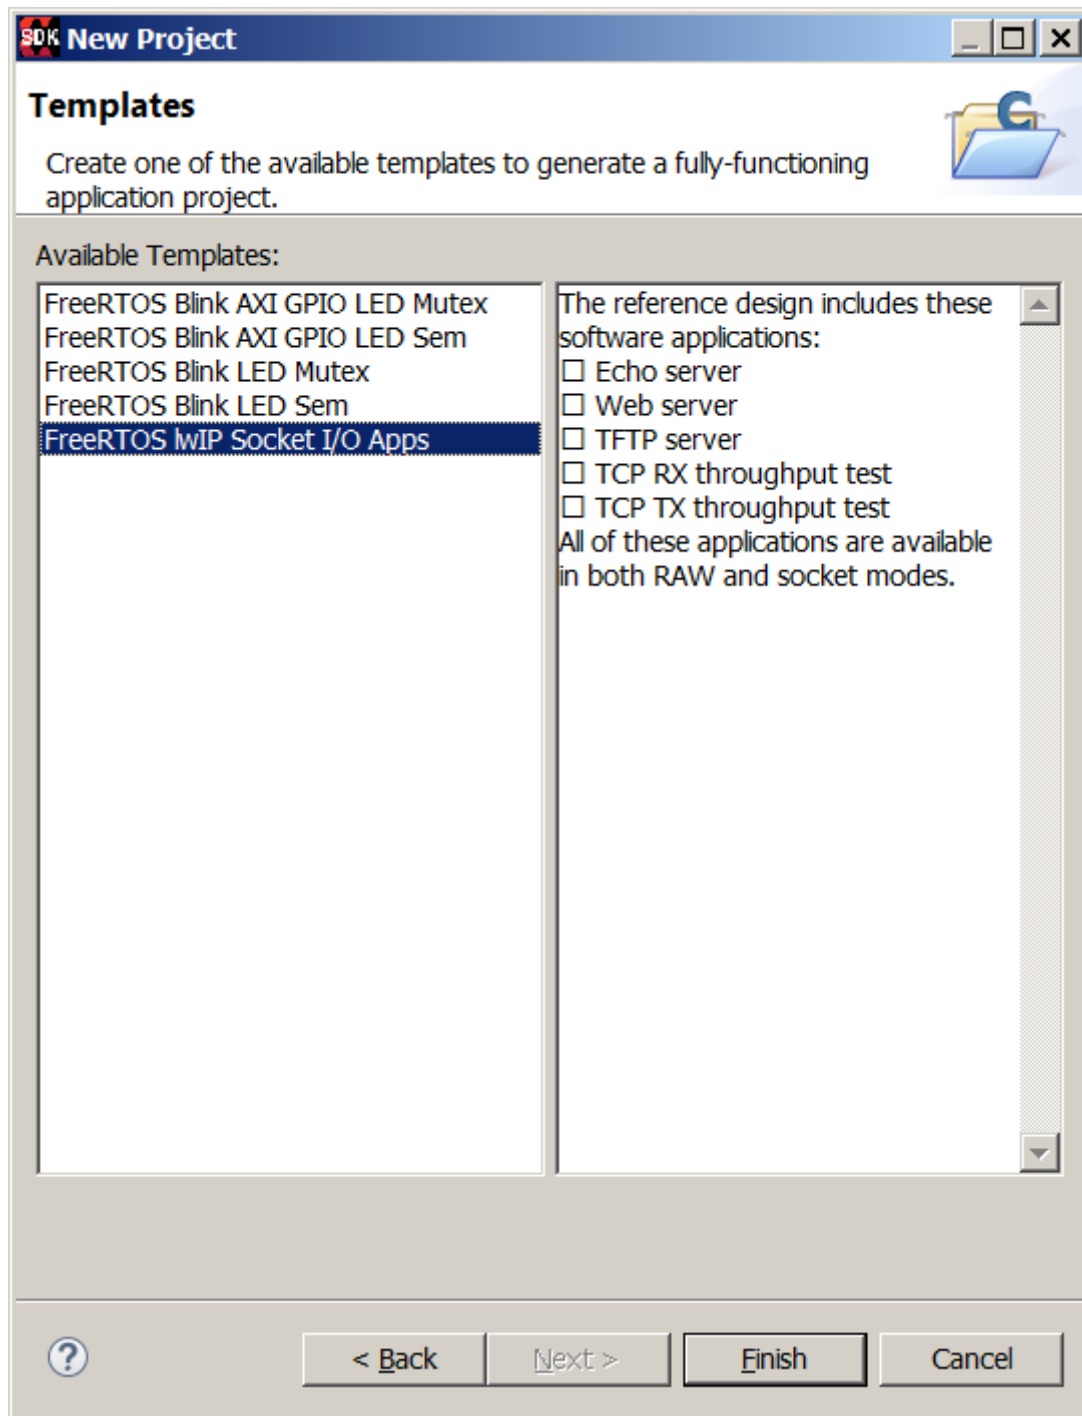 SDK New Project
Templates
Create one of the available templates to generate a fully-functioning
application project.
Available Templates:
FreeRTOS Blink AXI GPIO LED Mutex
FreeRTOS Blink AXI GPIO LED Sem
FreeRTOS Blink LED Mutex
FreeRTOS Blink LED Sem
FreeRTOS lwIP Socket I/O Apps
The reference design includes these
software applications:
☐ Echo server
☐ Web server
☐ TFTP server
☐ TCP RX throughput test
☐ TCP TX throughput test
All of these applications are available
in both RAW and socket modes.
? < Back Next > Finish Cancel